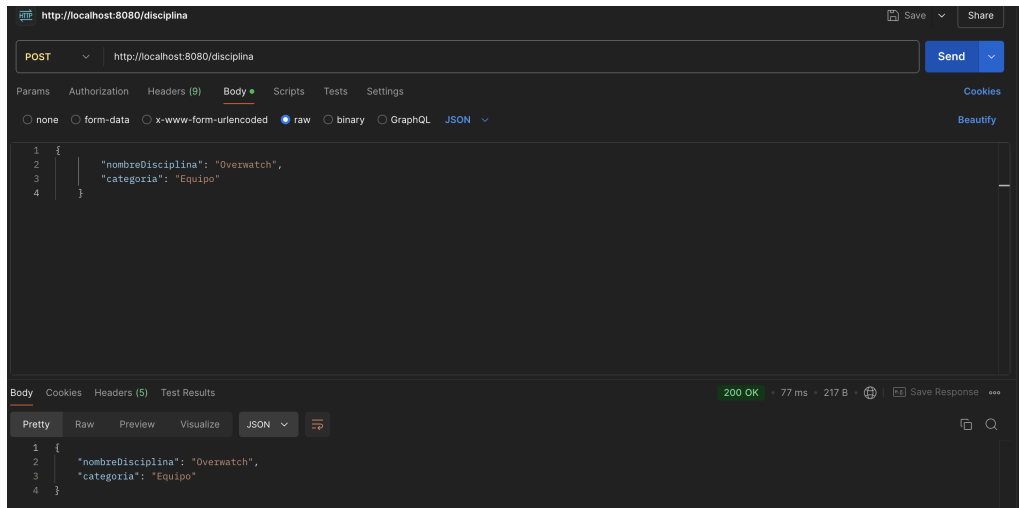 HTTP http://localhost:8080/disciplina Save Share
POST http://localhost:8080/disciplina Send
Params Authorization Headers (9) Body Scripts Tests Settings Cookies
none form-data x-www-form-urlencoded raw binary GraphQL JSON Beautify
1 {
2 "nombreDisciplina": "Overwatch",
3 "categoria": "Equipo"
4 }
Body Cookies Headers (5) Test Results 200 OK 77 ms 217 B Save Response
Pretty Raw Preview Visualize JSON
1 {
2 "nombreDisciplina": "Overwatch",
3 "categoria": "Equipo"
4 }